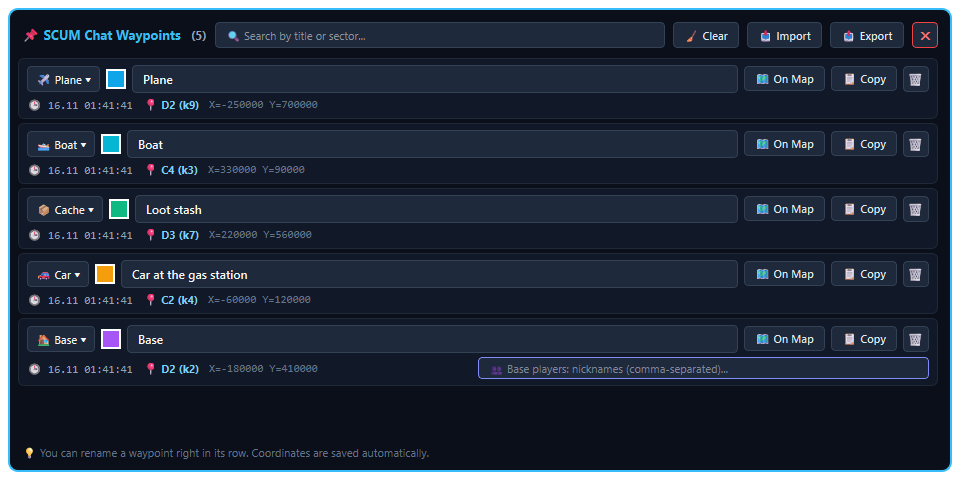 SCUM Chat Waypoints (5) Search by title or sector... Clear Import Export ✕
Plane ▾ Plane On Map Copy
16.11 01:41:41 D2 (k9) X=-250000 Y=700000
Boat ▾ Boat On Map Copy
16.11 01:41:41 C4 (k3) X=330000 Y=90000
Cache ▾ Loot stash On Map Copy
16.11 01:41:41 D3 (k7) X=220000 Y=560000
Car ▾ Car at the gas station On Map Copy
16.11 01:41:41 C2 (k4) X=-60000 Y=120000
Base ▾ Base On Map Copy
16.11 01:41:41 D2 (k2) X=-180000 Y=410000 Base players: nicknames (comma-separated)...
You can rename a waypoint right in its row. Coordinates are saved automatically.